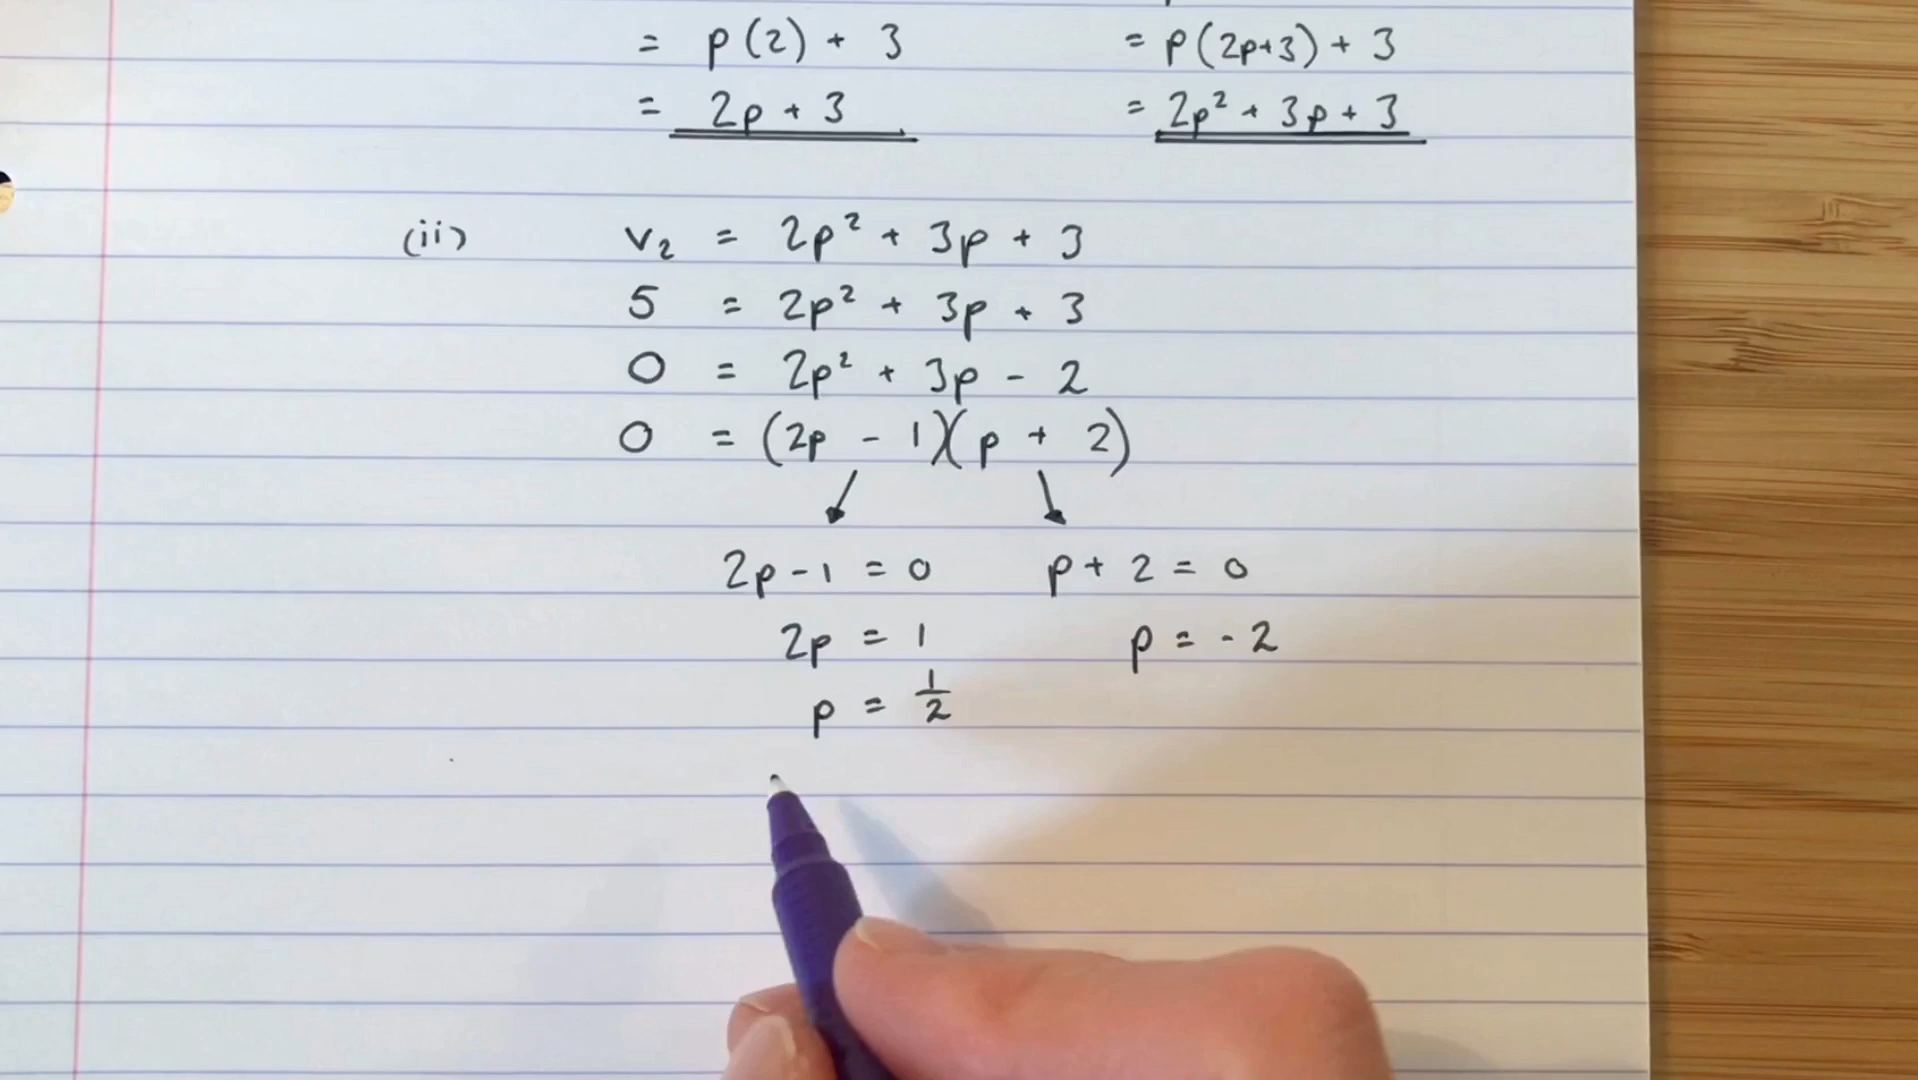 = p(2) + 3
= 2p + 3
= p(2p+3) + 3
= 2p² + 3p + 3
(ii) v₂ = 2p² + 3p + 3
5 = 2p² + 3p + 3
0 = 2p² + 3p - 2
0 = (2p - 1)(p + 2)
2p - 1 = 0
2p = 1
p = 1/2
p + 2 = 0
p = -2